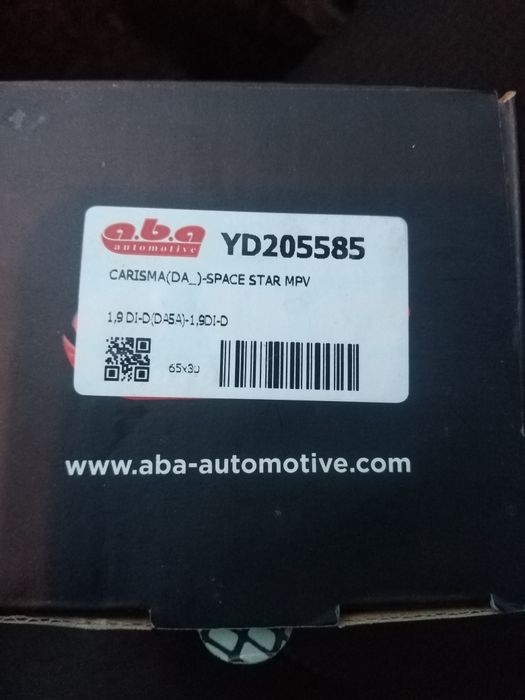 a.b.a
automotive
YD205585
CARISMA(DA_)-SPACE STAR MPV
1,9 DI-D(DA5A)-1,9DI-D
65x30
www.aba-automotive.com